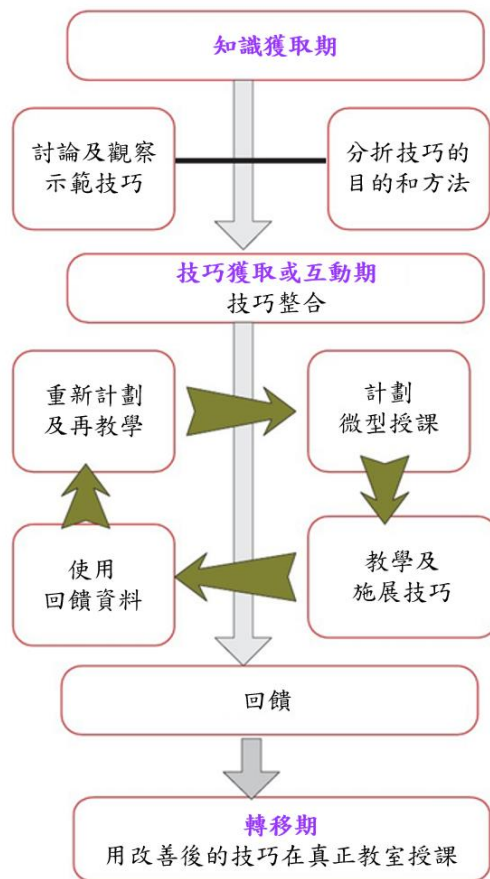 知識獲取期
討論及觀察
示範技巧
分折技巧的
目的和方法
技巧獲取或互動期
技巧整合
重新計劃
及再教學
計劃
微型授課
使用
回饋資料
教學及
施展技巧
回饋
轉移期
用改善後的技巧在真正教室授課